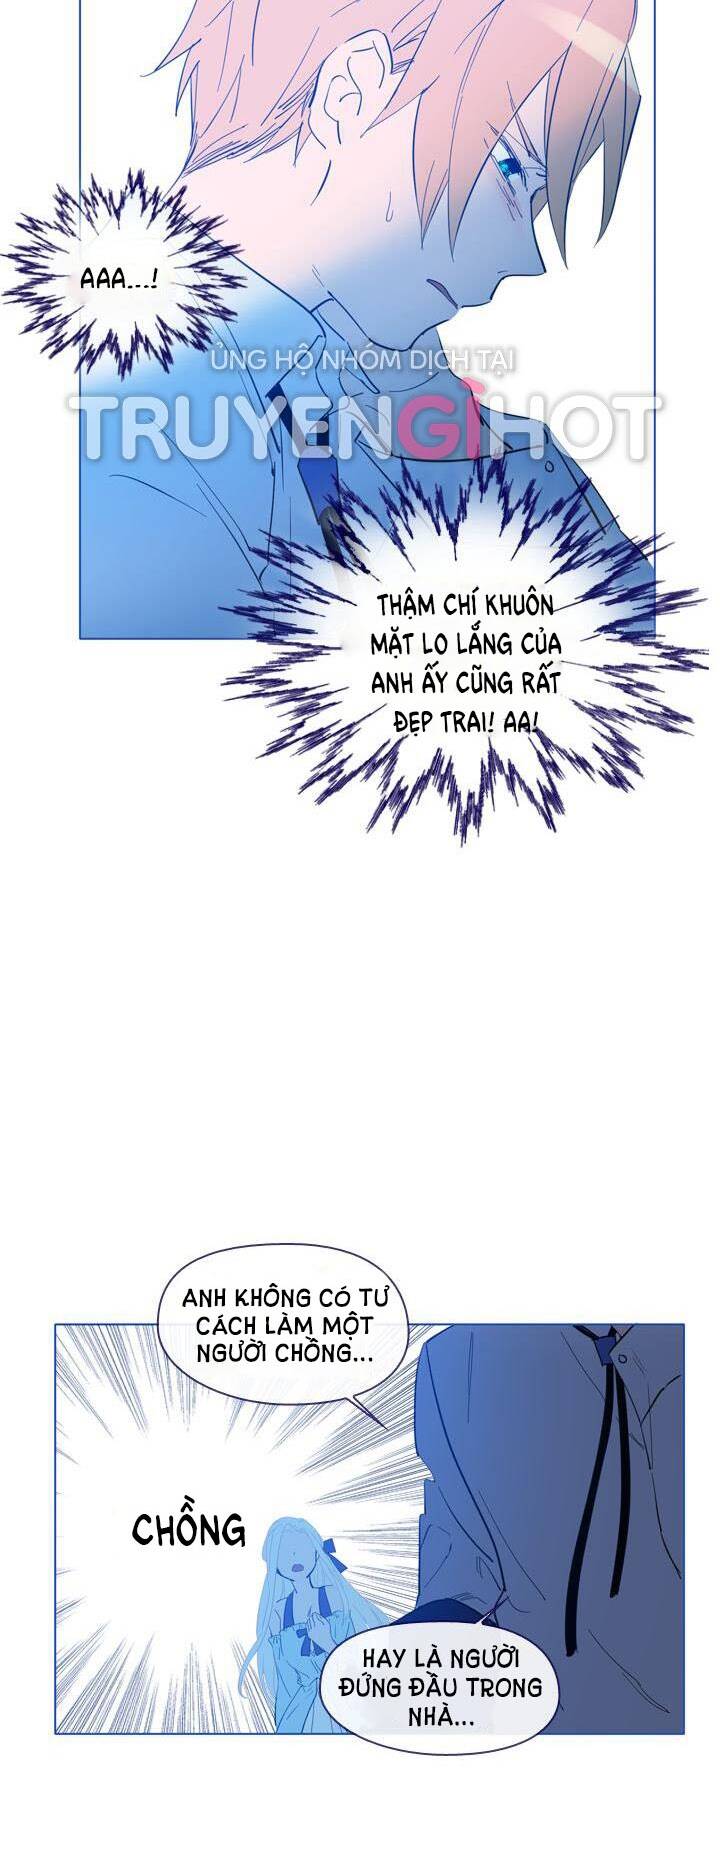 AAA...!
ỦNG HỘ NHÓM DỊCH TẠI
TRUYENGIHOT
THẬM CHÍ KHUÔN
MẶT LO LẮNG CỦA
ANH ẤY CŨNG RẤT
ĐẸP TRAI! AA!
ANH KHÔNG CÓ TƯ
CÁCH LÀM MỘT
NGƯỜI CHỒNG...
CHỒNG
HAY LÀ NGƯỜI
ĐỨNG ĐẦU TRONG
NHÀ...